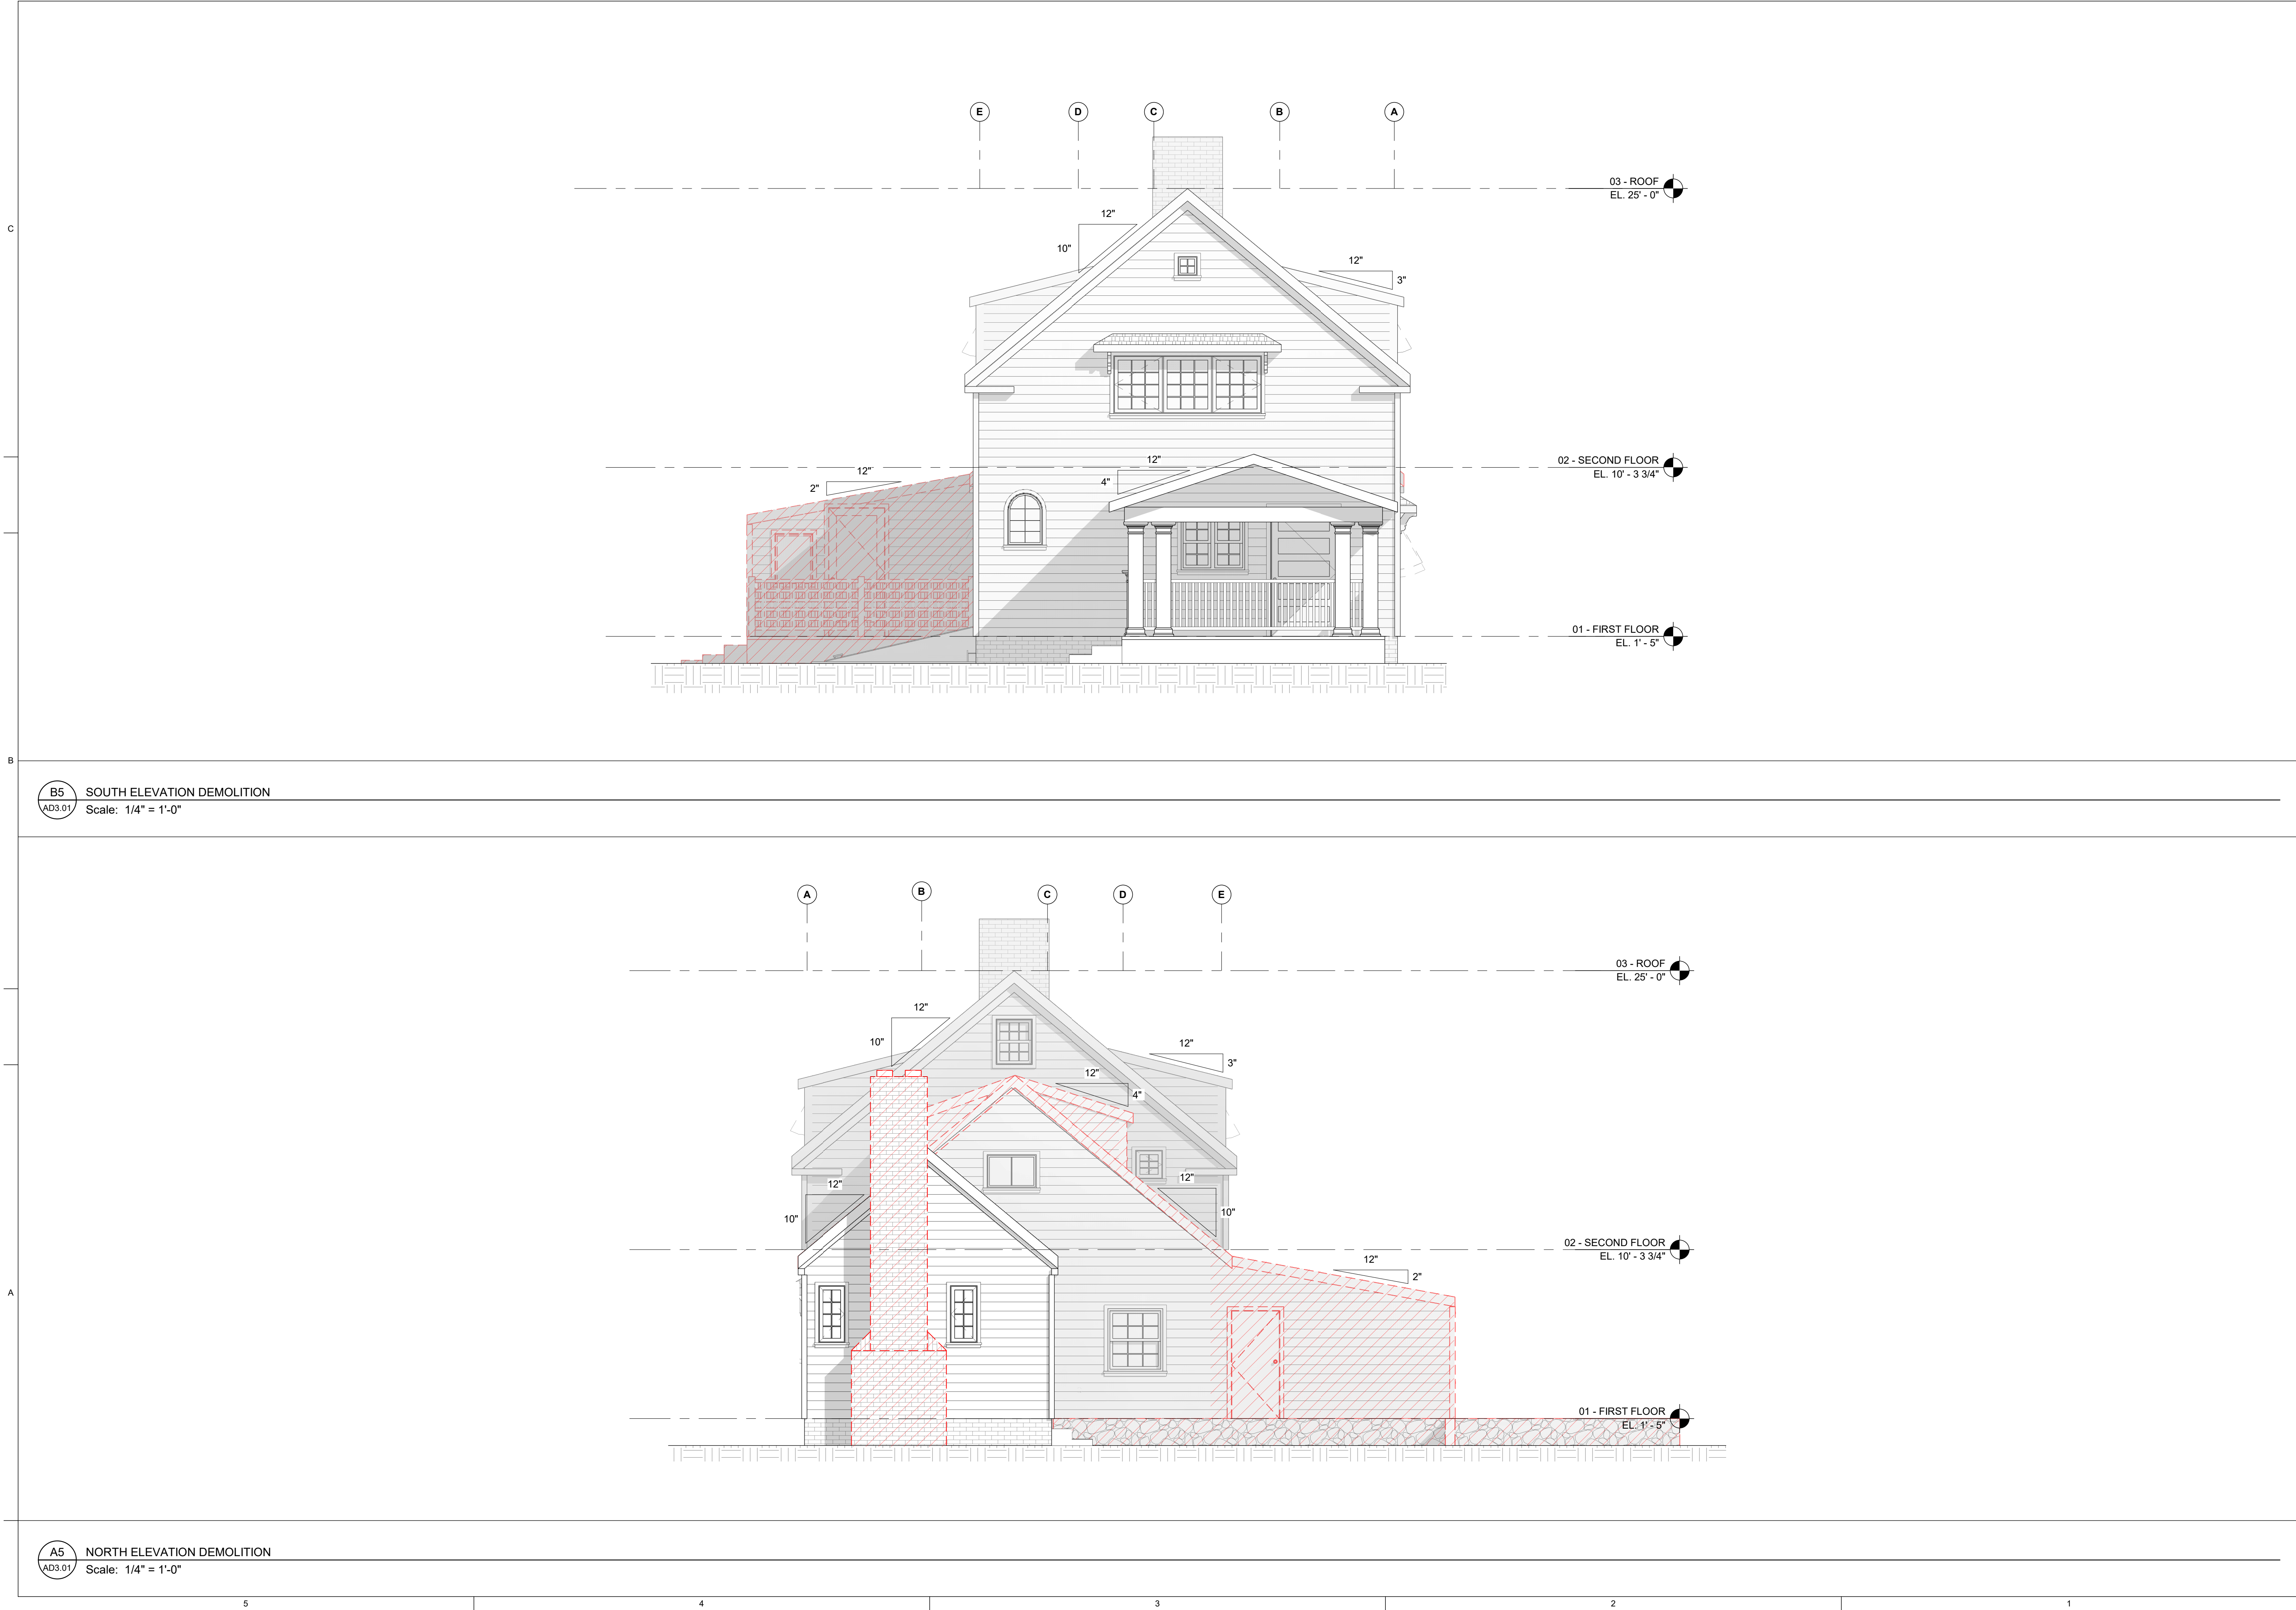 E D C B A
03 - ROOF
EL. 25' - 0"
12"
10"
12"
3"
C
12"
2"
12"
4"
02 - SECOND FLOOR
EL. 10' - 3 3/4"
01 - FIRST FLOOR
EL. 1' - 5"
B
B5
AD3.01
SOUTH ELEVATION DEMOLITION
Scale: 1/4" = 1'-0"
A B C D E
03 - ROOF
EL. 25' - 0"
12"
10"
12"
3"
12"
4"
12"
10"
12"
10"
02 - SECOND FLOOR
EL. 10' - 3 3/4"
12"
2"
A
01 - FIRST FLOOR
EL. 1' - 5"
A5
AD3.01
NORTH ELEVATION DEMOLITION
Scale: 1/4" = 1'-0"
5 4 3 2 1